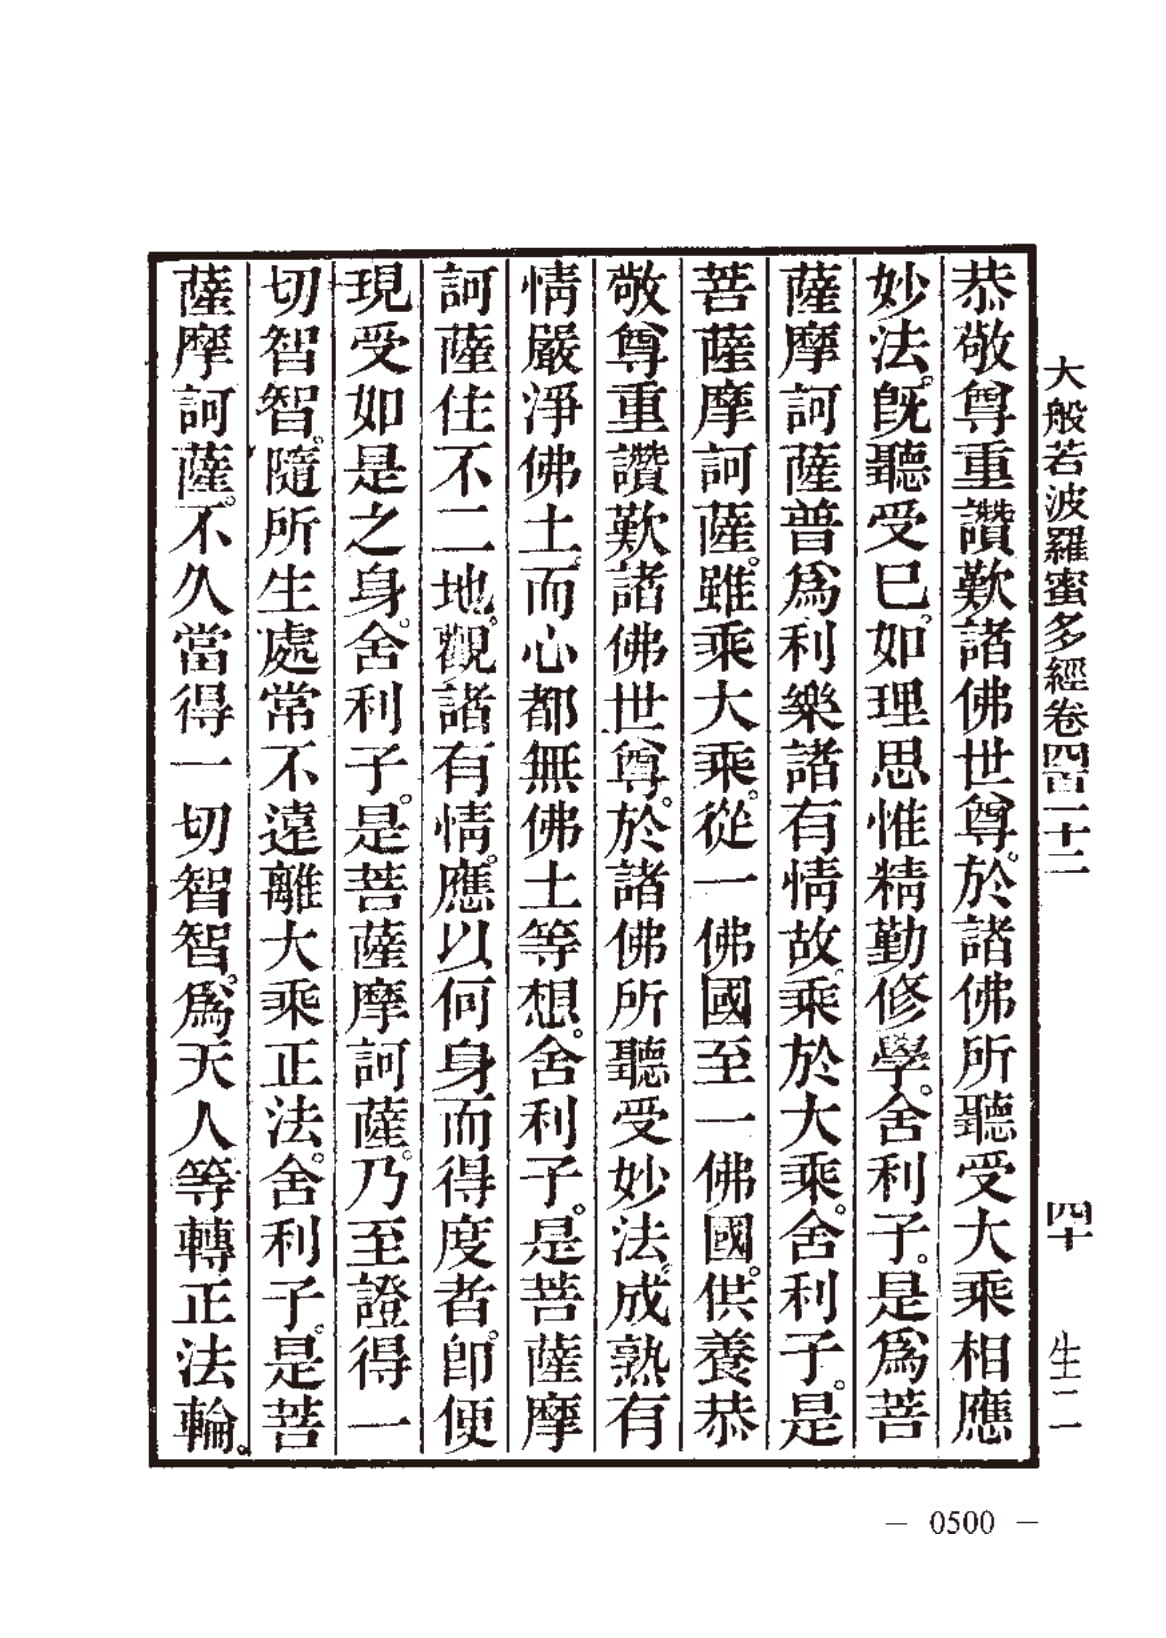 大般若波羅蜜多經卷四百一十二　四十　生二
恭敬尊重讚歎諸佛世尊。於諸佛所聽受大乘相應
妙法。旣聽受已。如理思惟精勤修學。舍利子。是爲菩
薩摩訶薩普爲利樂諸有情故。乘於大乘。舍利子。是
菩薩摩訶薩。雖乘大乘。從一佛國至一佛國。供養恭
敬尊重讚歎諸佛世尊。於諸佛所聽受妙法。成熟有
情嚴淨佛土。而心都無佛土等想。舍利子。是菩薩摩
訶薩住不二地。觀諸有情。應以何身而得度者。卽便
現受如是之身。舍利子。是菩薩摩訶薩。乃至證得一
切智智。隨所生處常不遠離大乘正法。舍利子。是菩
薩摩訶薩。不久當得一切智智。爲天人等轉正法輪。
— 0500 —